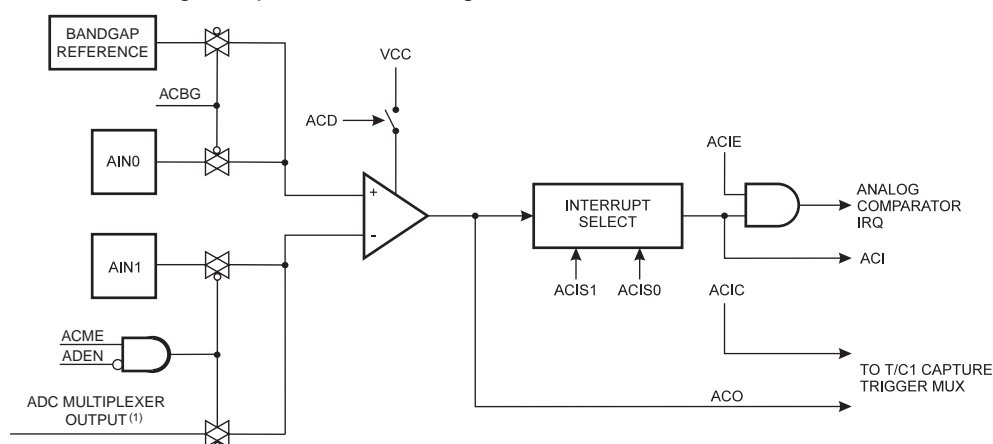 BANDGAP
REFERENCE
VCC
ACBG
ACD
AIN0
ACIE
+
INTERRUPT
SELECT
ANALOG
COMPARATOR
IRQ
-
AIN1
ACI
ACIS1 ACIS0 ACIC
ACME
ADEN
TO T/C1 CAPTURE
TRIGGER MUX
ADC MULTIPLEXER
OUTPUT (1)
ACO